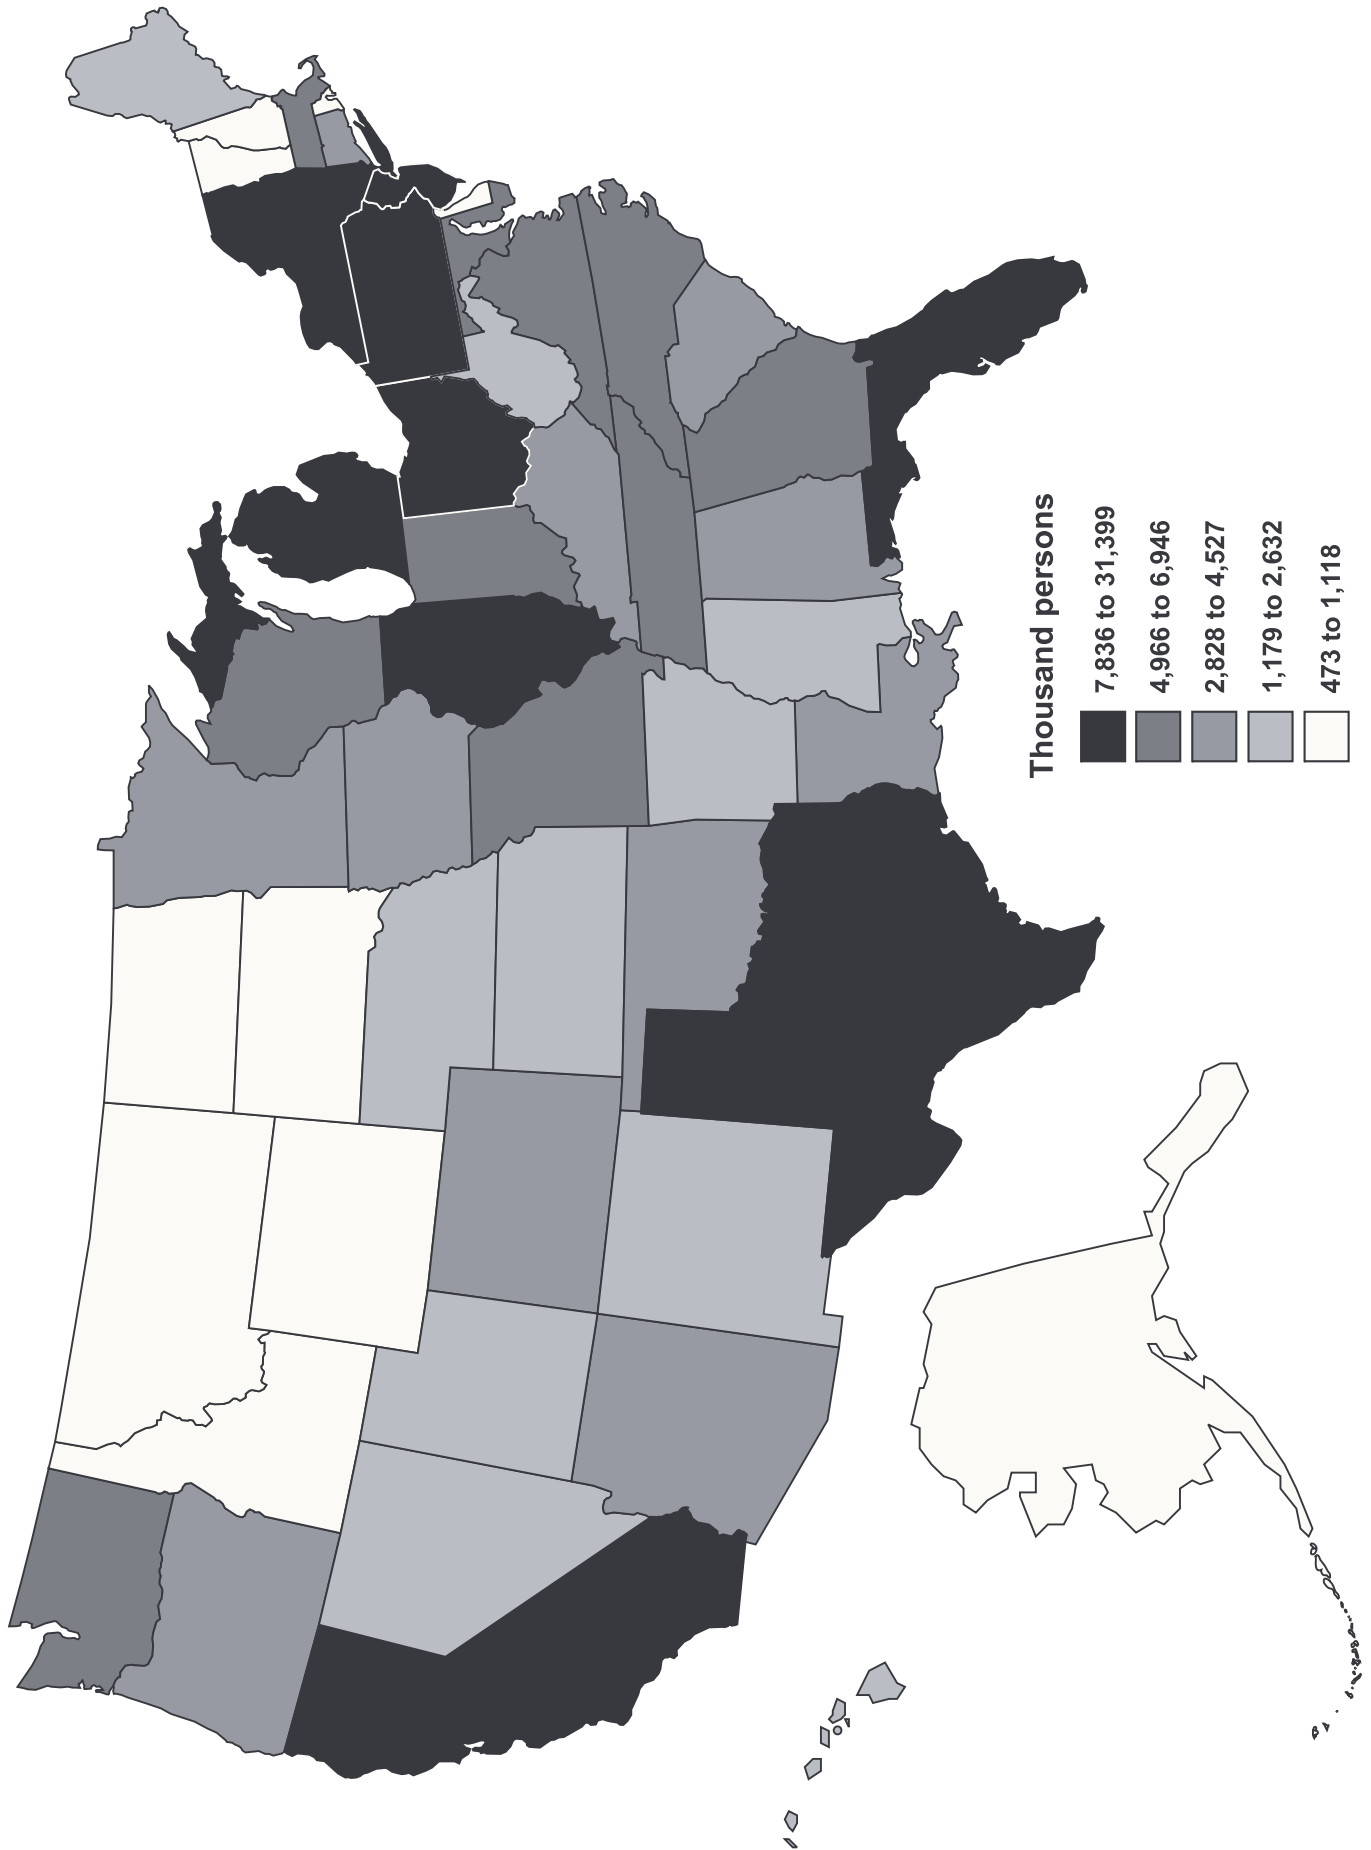 Thousand persons
7,836 to 31,399
4,966 to 6,946
2,828 to 4,527
1,179 to 2,632
473 to 1,118